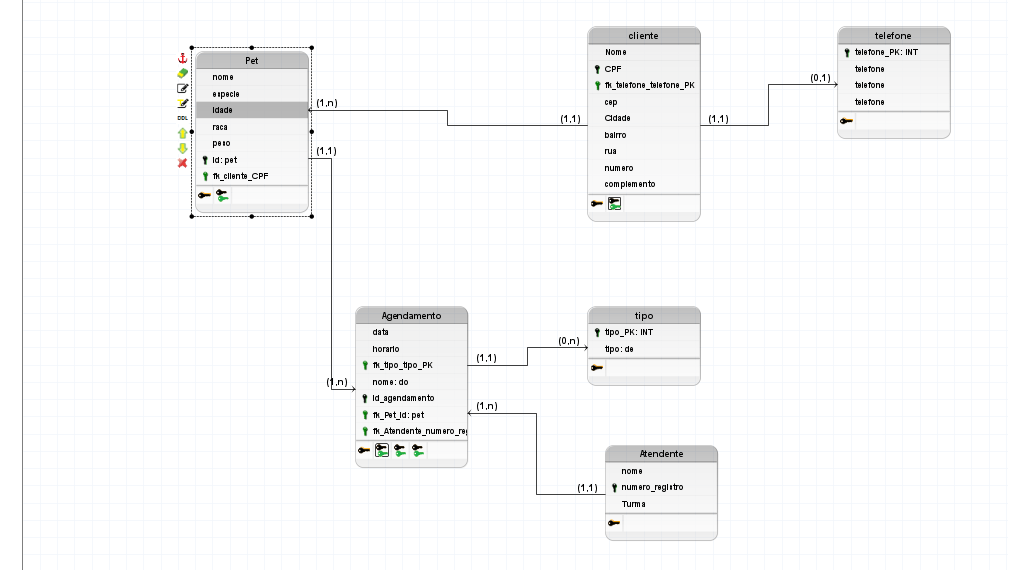 Pet
nome
especie
idade
raca
peso
id: pet
fk_cliente_CPF
DDL
(1,n)
(1,1)
cliente
Nome
CPF
fk_telefone_telefone_PK
cep
Cidade
bairro
rua
numero
complemento
(1,1)
(1,1)
(0,1)
telefone
telefone_PK: INT
telefone
telefone
telefone
Agendamento
data
horario
fk_tipo_tipo_PK
nome: do
id_agendamento
fk_Pet_id: pet
fk_Atendente_numero_reg
(1,n)
(1,1)
(0,n)
(1,n)
tipo
tipo_PK: INT
tipo: de
Atendente
nome
numero_registro
Turma
(1,1)